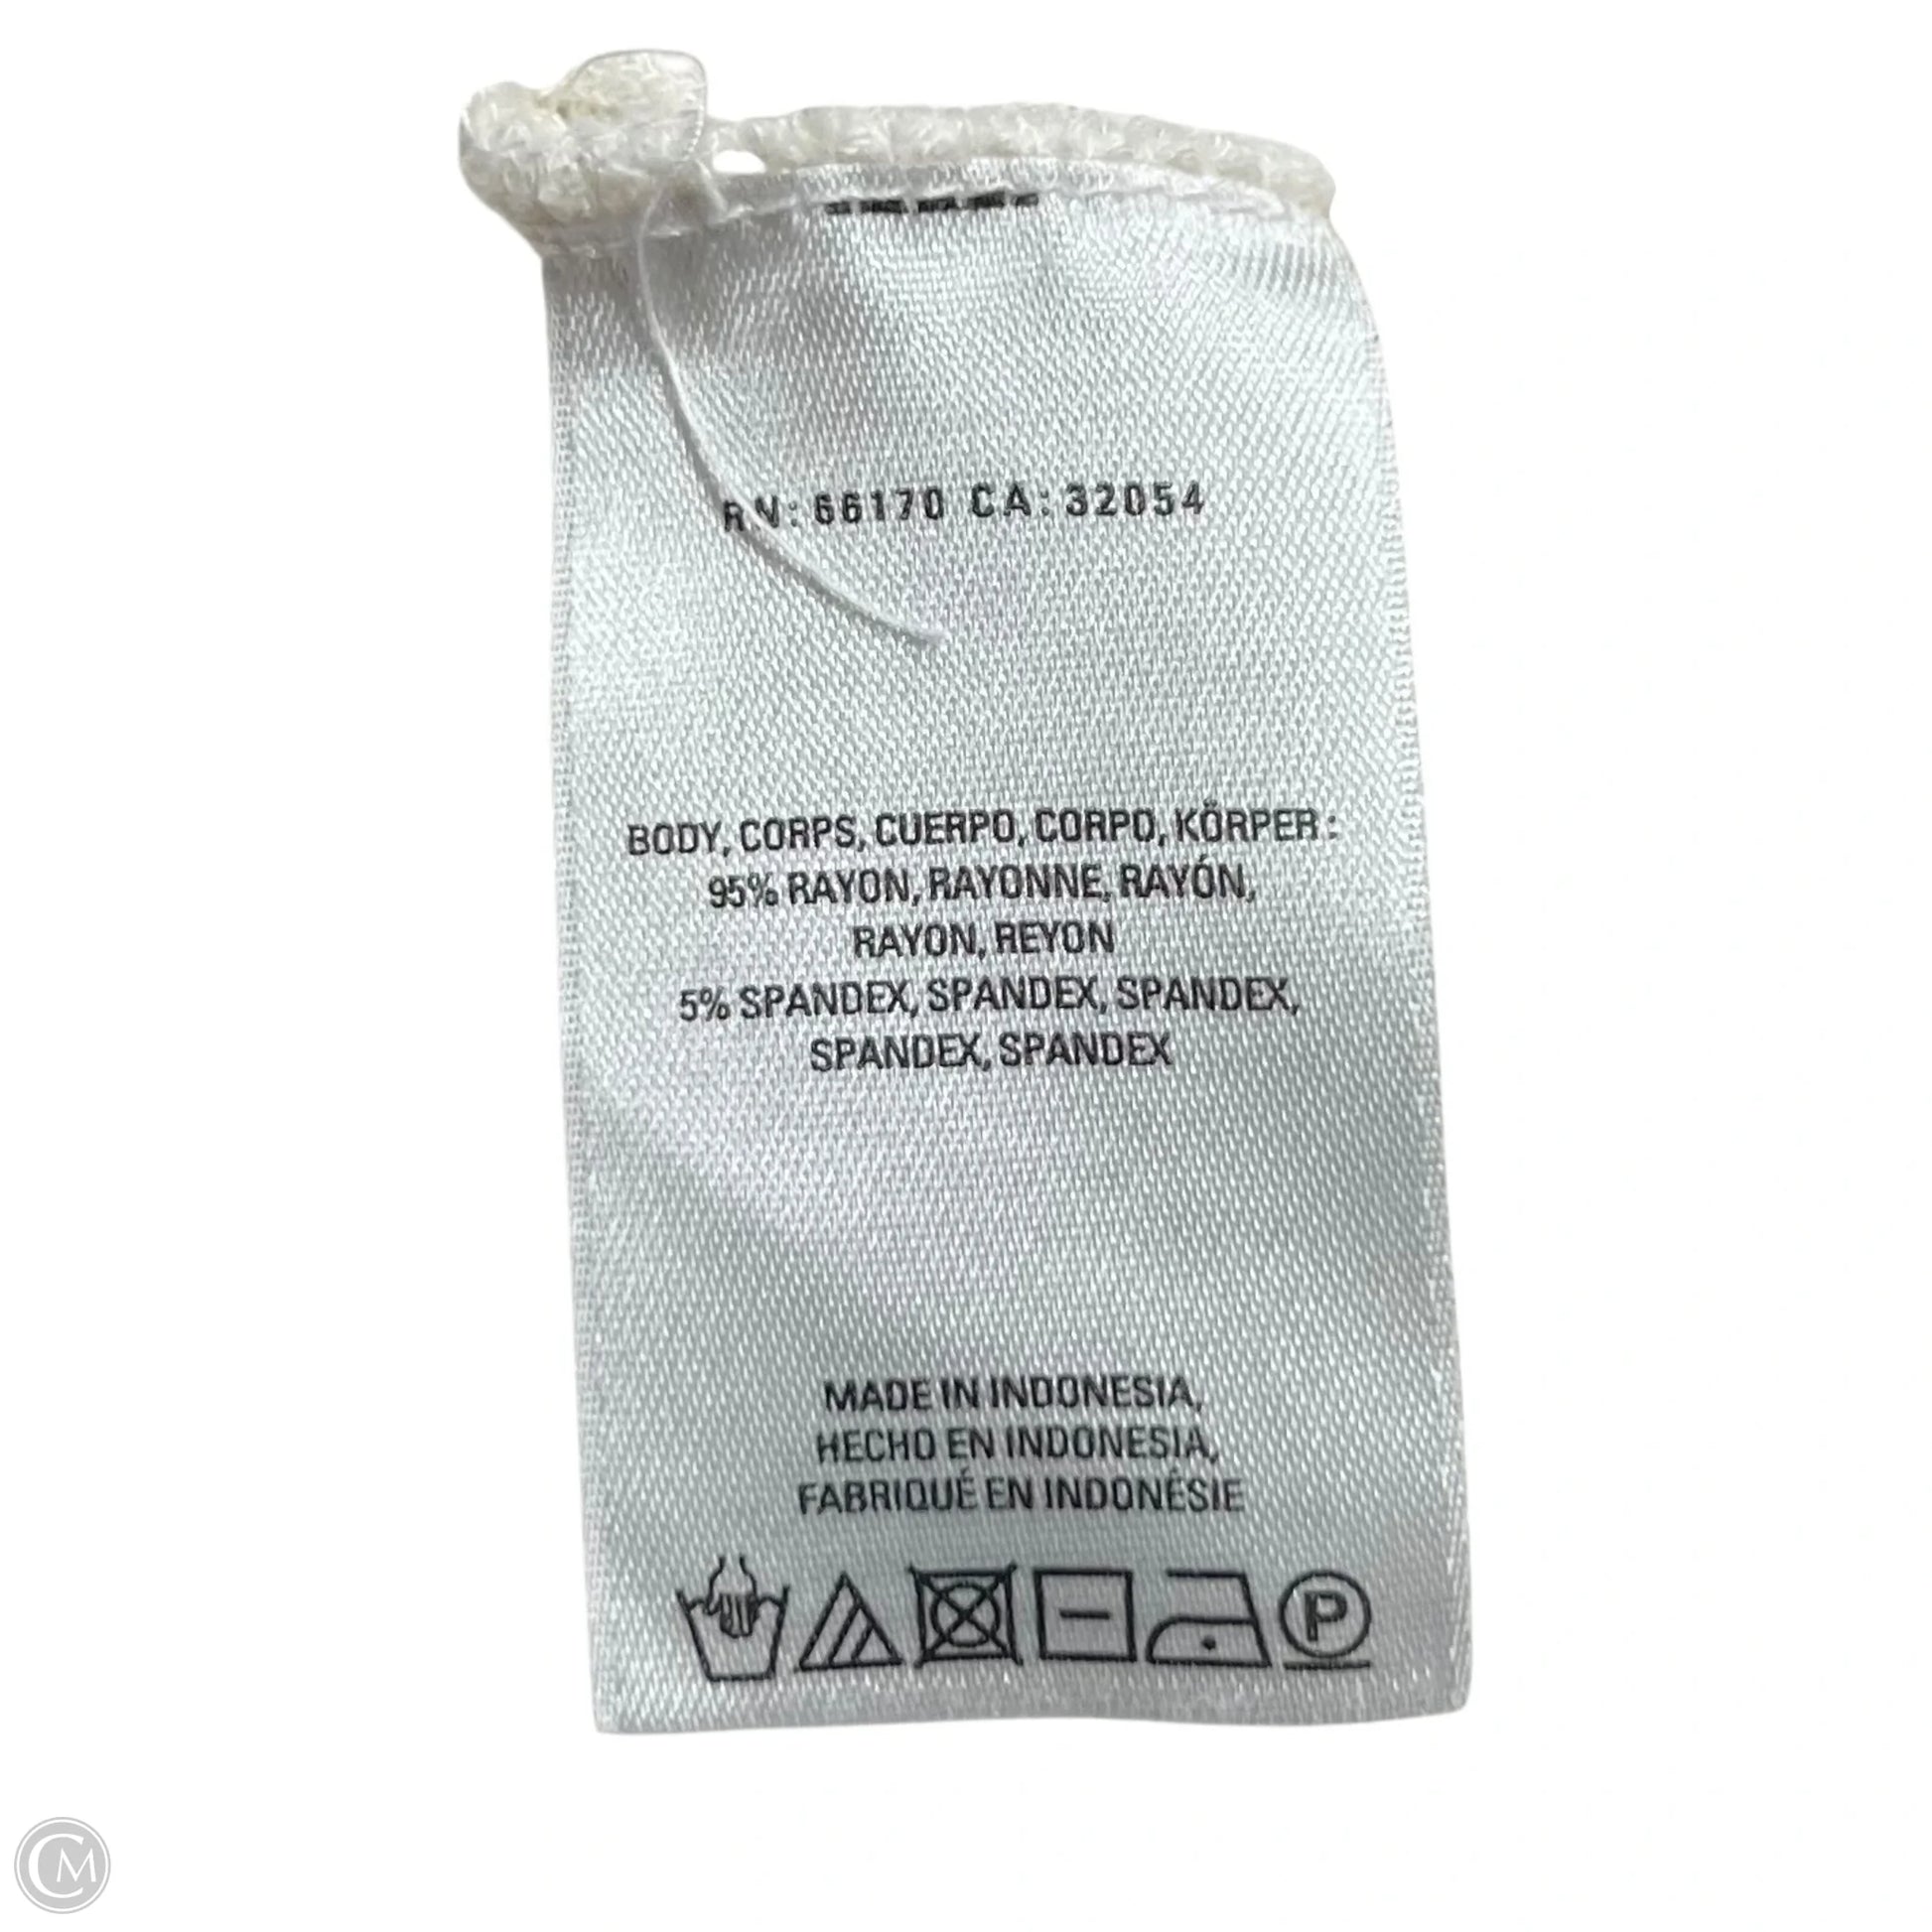 RN: 66170 CA: 32054
BODY, CORPS, CUERPO, CORPO, KÖRPER:
95% RAYON, RAYONNE, RAYÓN,
RAYON, REYON
5% SPANDEX, SPANDEX, SPANDEX,
SPANDEX, SPANDEX
MADE IN INDONESIA,
HECHO EN INDONESIA,
FABRIQUÉ EN INDONÉSIE
P
CM